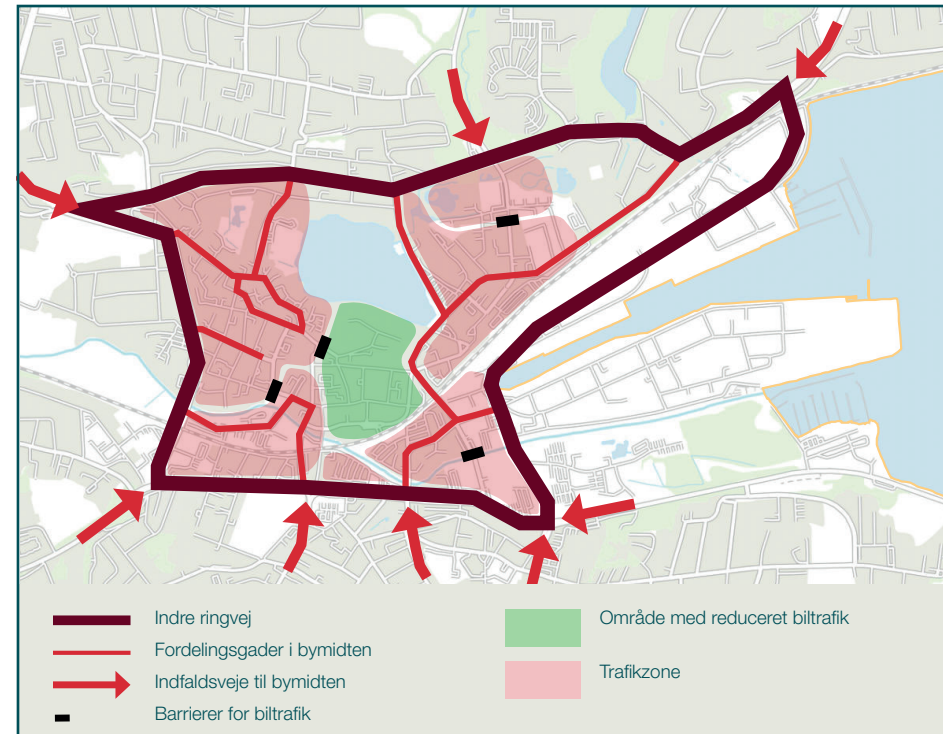 Indre ringvej
Fordelingsgader i bymidten
Indfaldsveje til bymidten
Barrierer for biltrafik
Område med reduceret biltrafik
Trafikzone